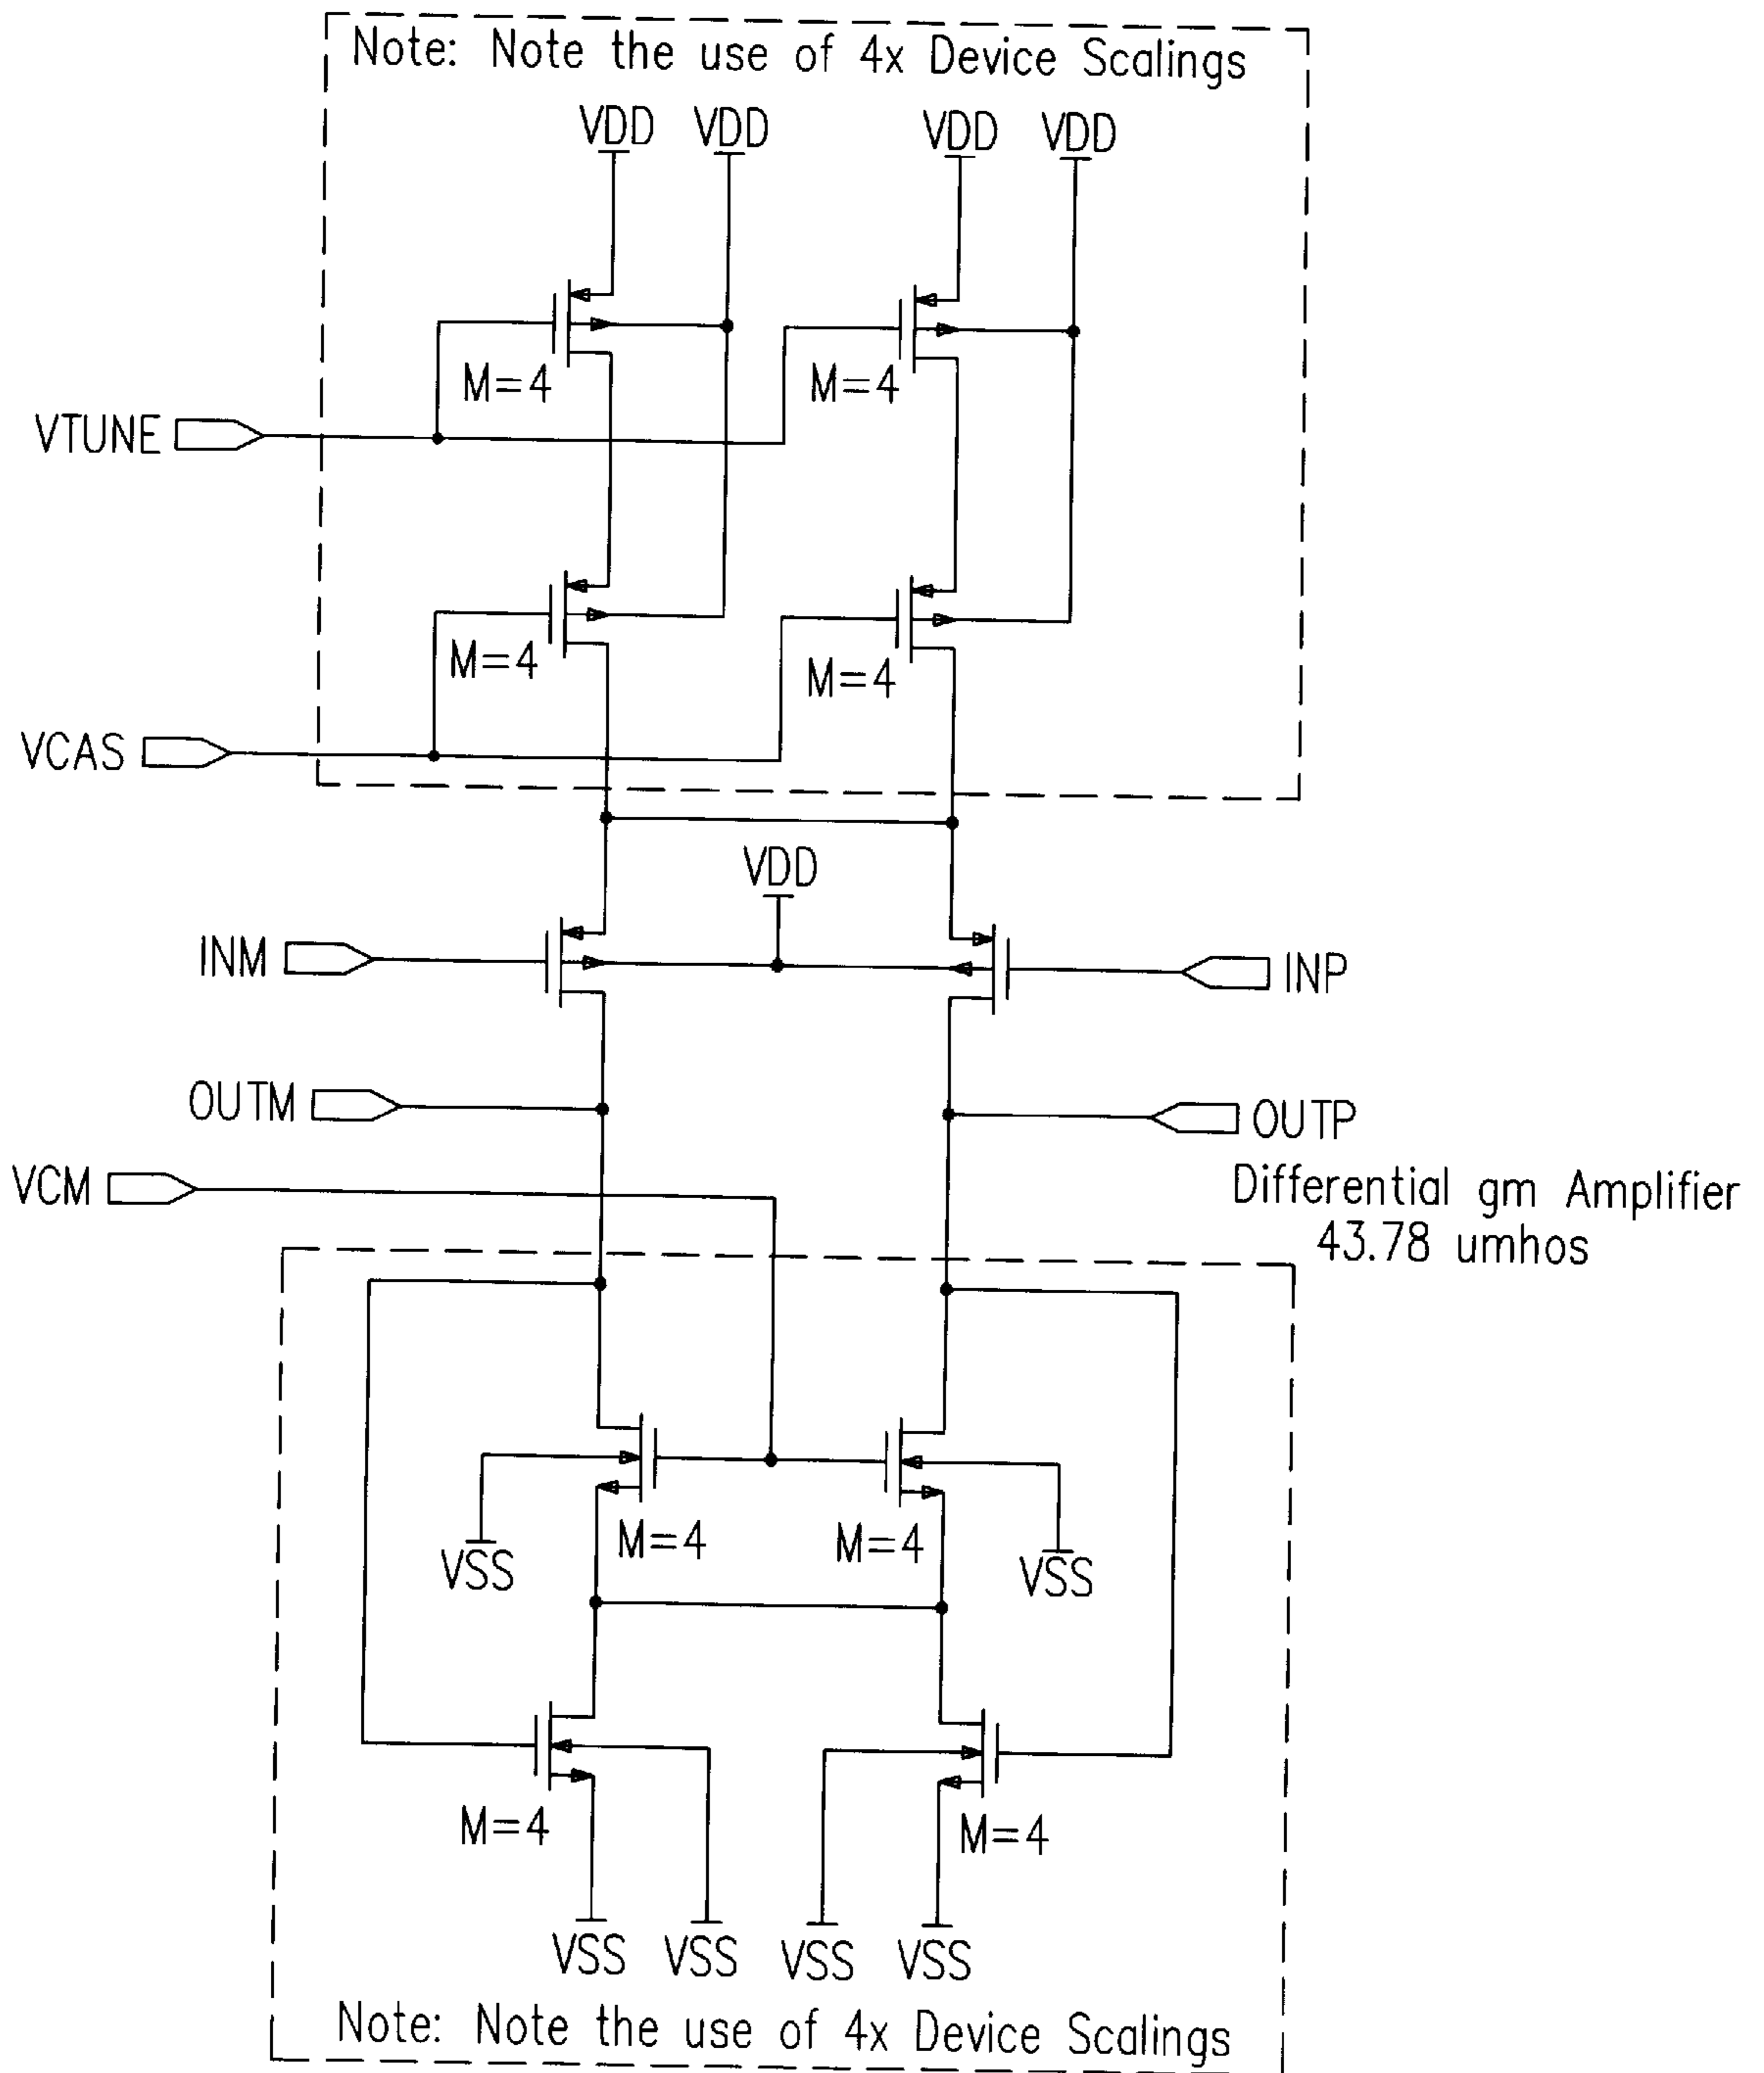 Note: Note the use of 4x Device Scalings
VDD VDD VDD VDD
M=4 M=4
VTUNE
M=4 M=4
VCAS
VDD
INM INP
OUTM OUTP
VCM
Differential gm Amplifier
43.78 umhos
M=4 M=4
VSS VSS
M=4 M=4
VSS VSS VSS VSS
Note: Note the use of 4x Device Scalings